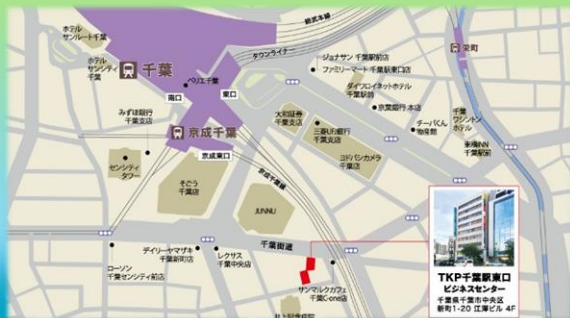 ホテル
サンルート千葉
総武本線
タウンライナー
栄町
ホテル
サンシティ
千葉
千葉
ペリエ千葉
南口
東口
ジョナサン 千葉駅前店
ファミリーマート 千葉駅東口店
ダイワロイネットホテル
千葉駅前
京葉銀行 本店
みずほ銀行
千葉支店
京成千葉
京成東口
大和証券
千葉支店
三菱UFJ銀行
千葉支店
チーバくん
物産館
千葉
ワシントン
ホテル
東横INN
千葉駅前
ヨドバシカメラ
千葉店
センシティ
タワー
そごう
千葉店
京成千葉線
JUNNU
千葉街道
ローソン
千葉センシティ前店
デイリーヤマザキ
千葉新町店
レクサス
千葉中央店
サンマルクカフェ
千葉C-one店
井上記念病院
TKP千葉駅東口
ビジネスセンター
千葉県千葉市中央区
新町1-20 江澤ビル 4F